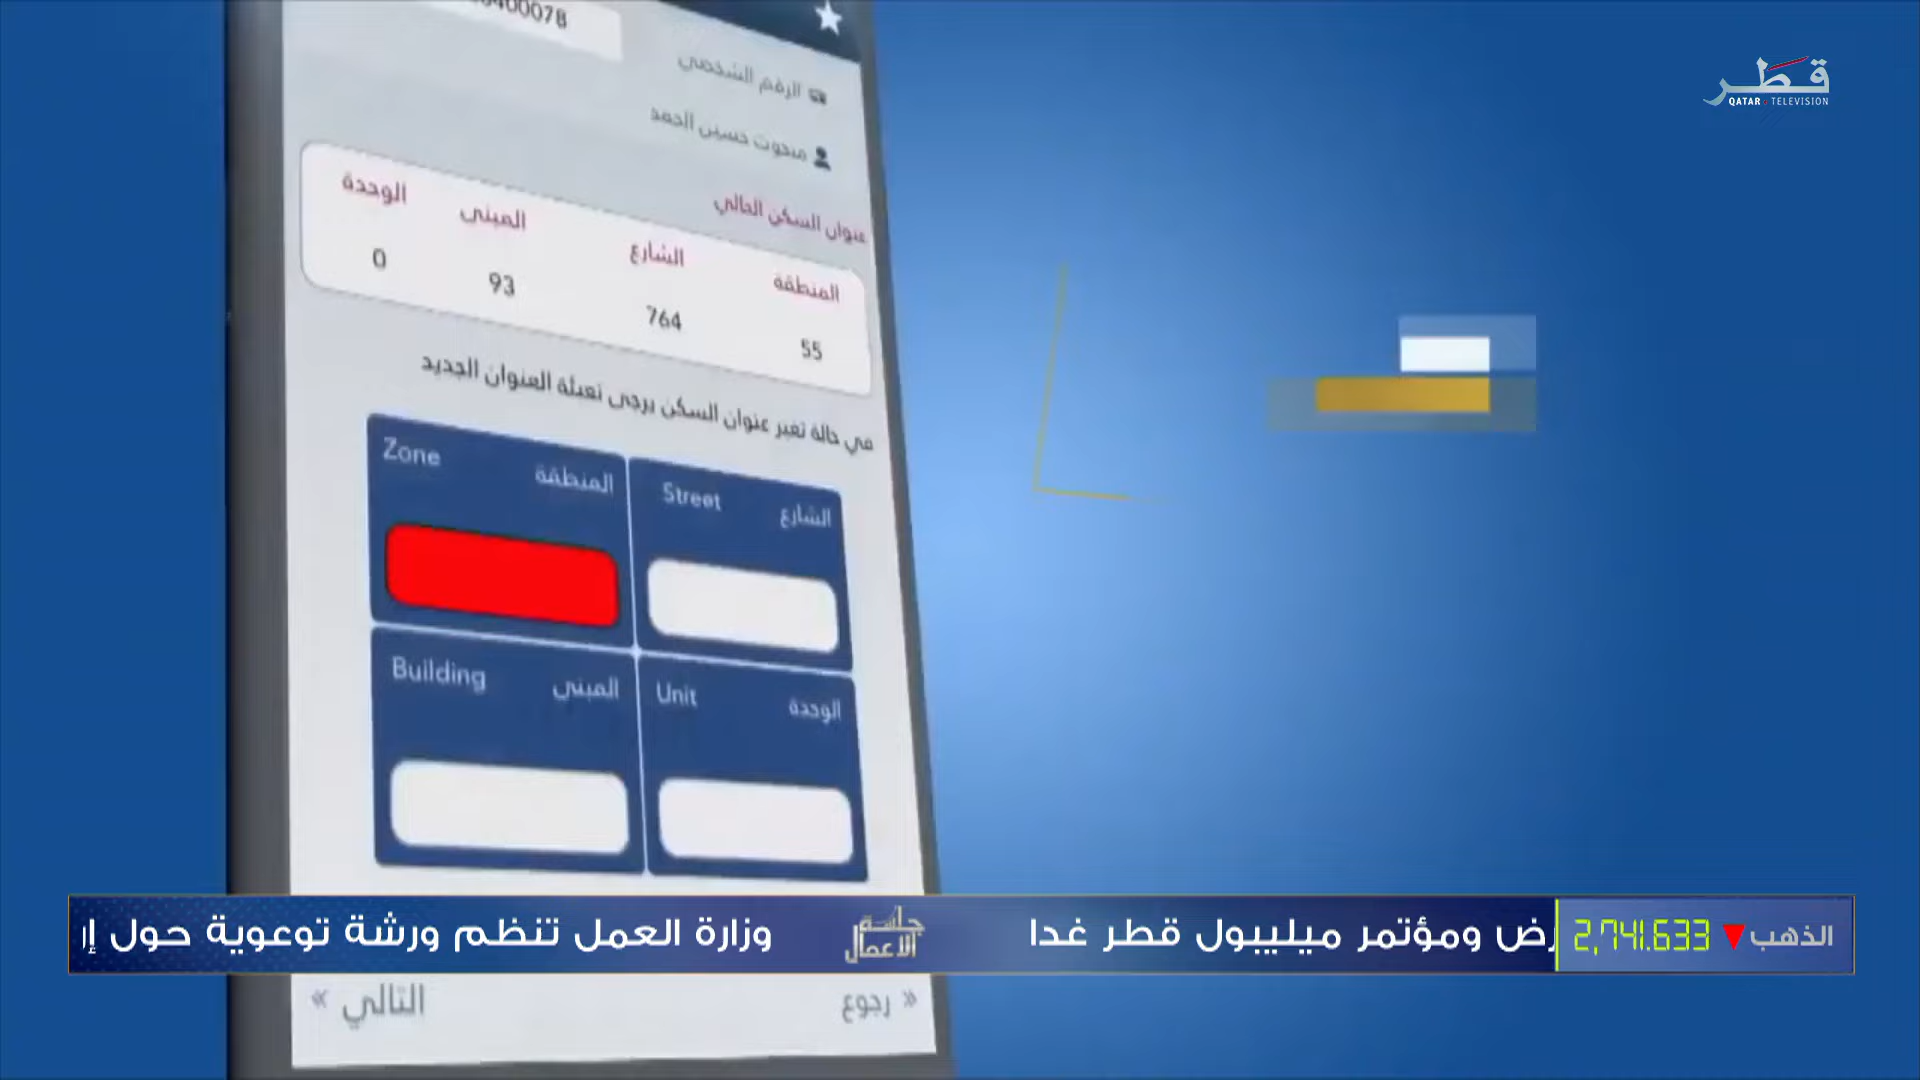 قطر
QATAR TELEVISION
الرقم الشخصي
حسين الحمد
عنوان السكن الحالي
المنطقة الشارع المبنى الوحدة
55 764 93 0
في حالة تغير عنوان السكن يرجى تعبئة العنوان الجديد
Zone المنطقة Street الشارع
Building المبنى Unit الوحدة
الذهب 2,741.633
رض ومؤتمر ميليبول قطر غدا جلسة الأعمال وزارة العمل تنظم ورشة توعوية حول
« رجوع التالي »